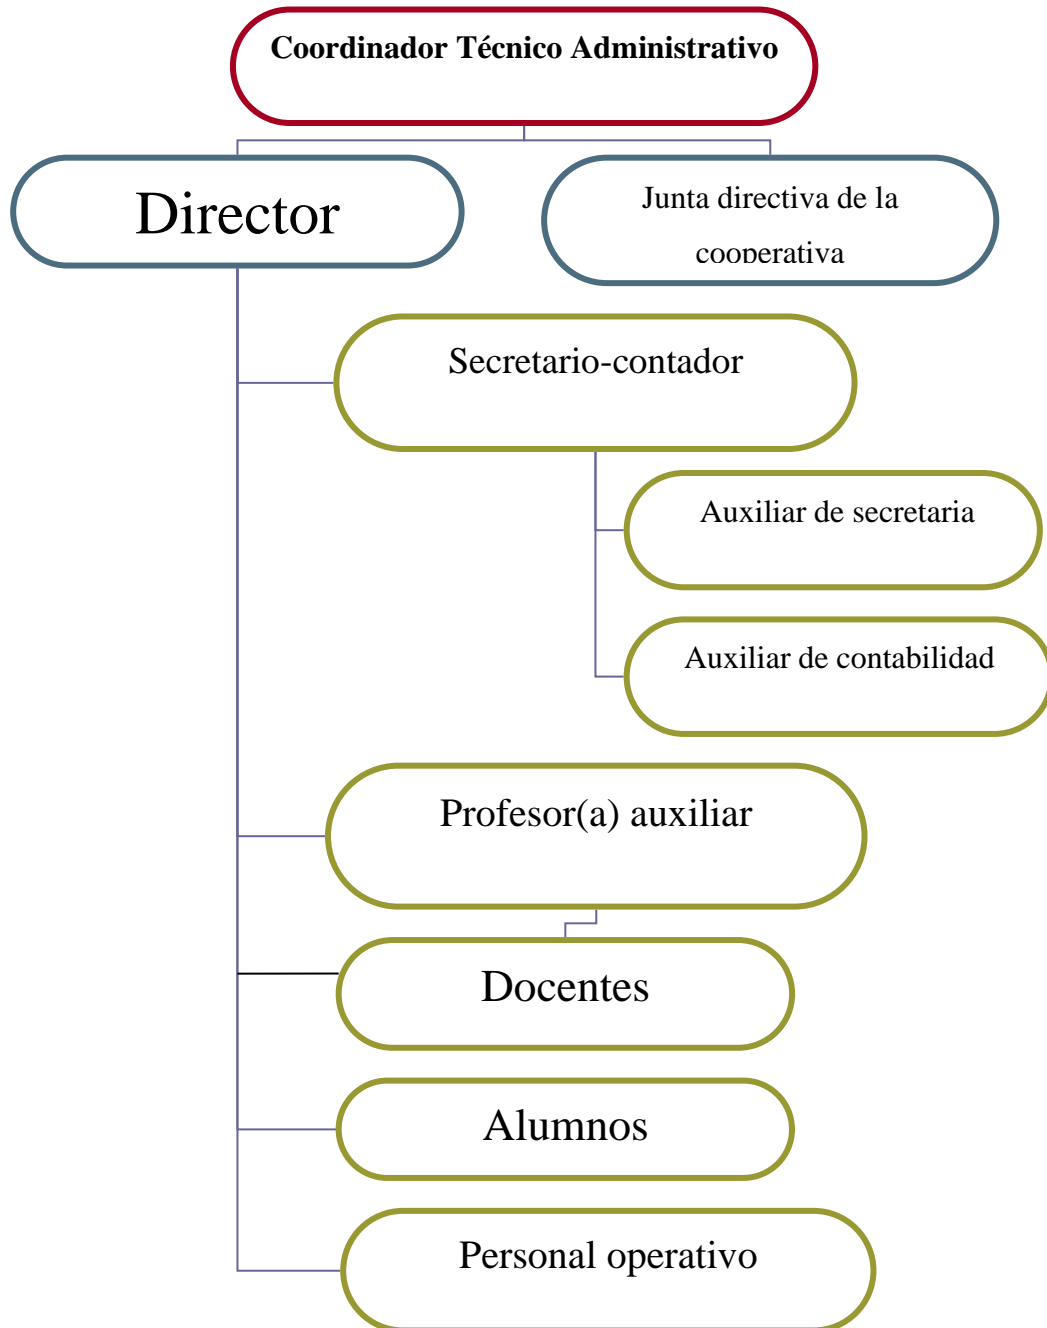 Coordinador Técnico Administrativo
Director
Junta directiva de la
cooperativa
Secretario-contador
Auxiliar de secretaria
Auxiliar de contabilidad
Profesor(a) auxiliar
Docentes
Alumnos
Personal operativo